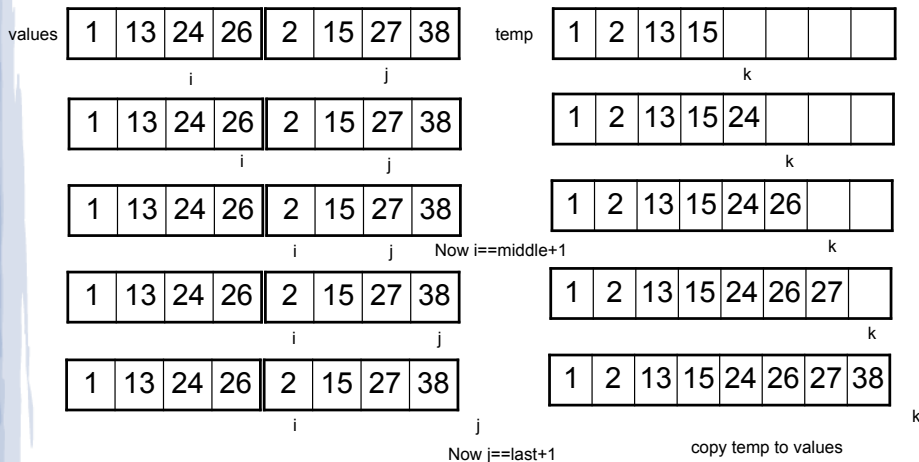 values 1 13 24 26 2 15 27 38 temp 1 2 13 15
i j k
1 13 24 26 2 15 27 38 1 2 13 15 24
i j k
1 13 24 26 2 15 27 38 1 2 13 15 24 26
i j Now i==middle+1 k
1 13 24 26 2 15 27 38 1 2 13 15 24 26 27
i j k
1 13 24 26 2 15 27 38 1 2 13 15 24 26 27 38
i j k
Now j==last+1 copy temp to values